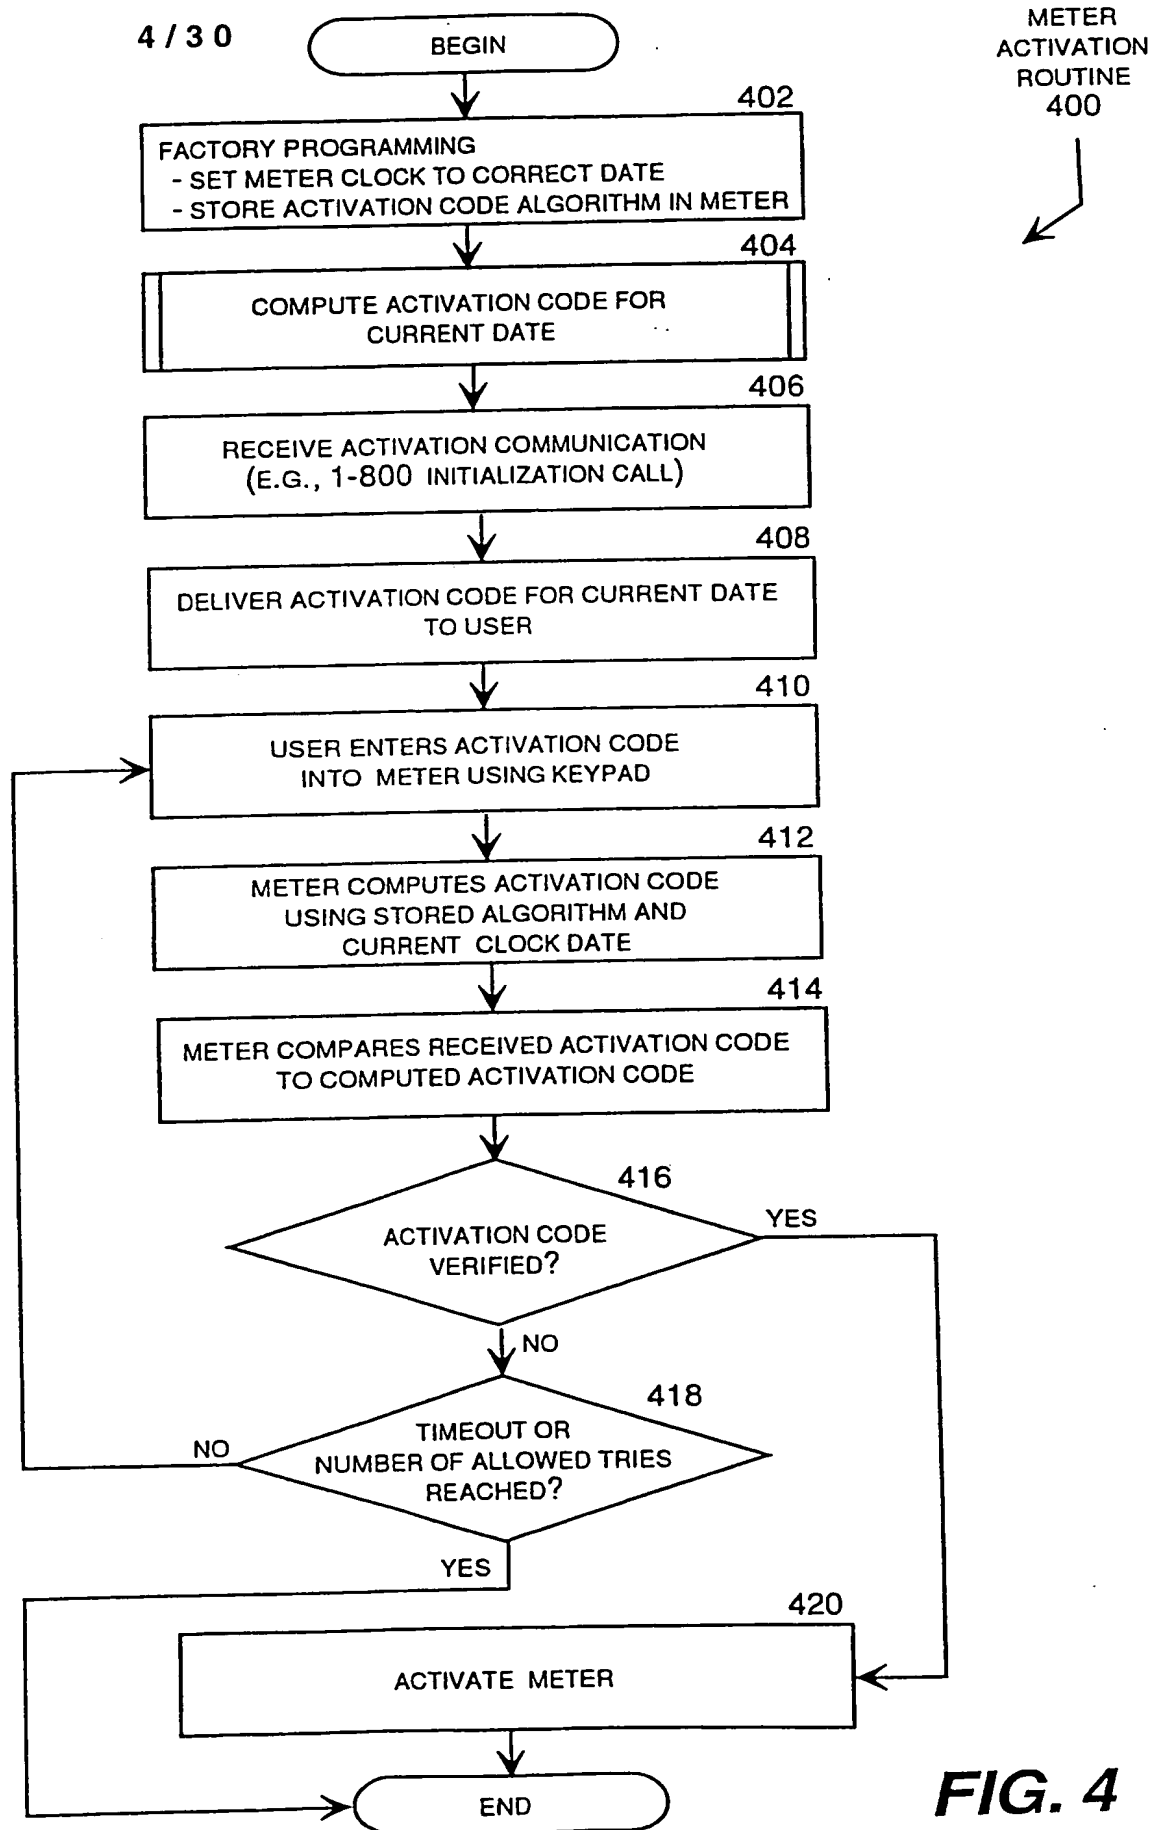 4/30
BEGIN
METER
ACTIVATION
ROUTINE
400
402
FACTORY PROGRAMMING
- SET METER CLOCK TO CORRECT DATE
- STORE ACTIVATION CODE ALGORITHM IN METER
404
COMPUTE ACTIVATION CODE FOR
CURRENT DATE
406
RECEIVE ACTIVATION COMMUNICATION
(E.G., 1-800 INITIALIZATION CALL)
408
DELIVER ACTIVATION CODE FOR CURRENT DATE
TO USER
410
USER ENTERS ACTIVATION CODE
INTO METER USING KEYPAD
412
METER COMPUTES ACTIVATION CODE
USING STORED ALGORITHM AND
CURRENT CLOCK DATE
414
METER COMPARES RECEIVED ACTIVATION CODE
TO COMPUTED ACTIVATION CODE
416
ACTIVATION CODE
VERIFIED?
YES
NO
418
TIMEOUT OR
NUMBER OF ALLOWED TRIES
REACHED?
NO
YES
420
ACTIVATE METER
END
FIG. 4